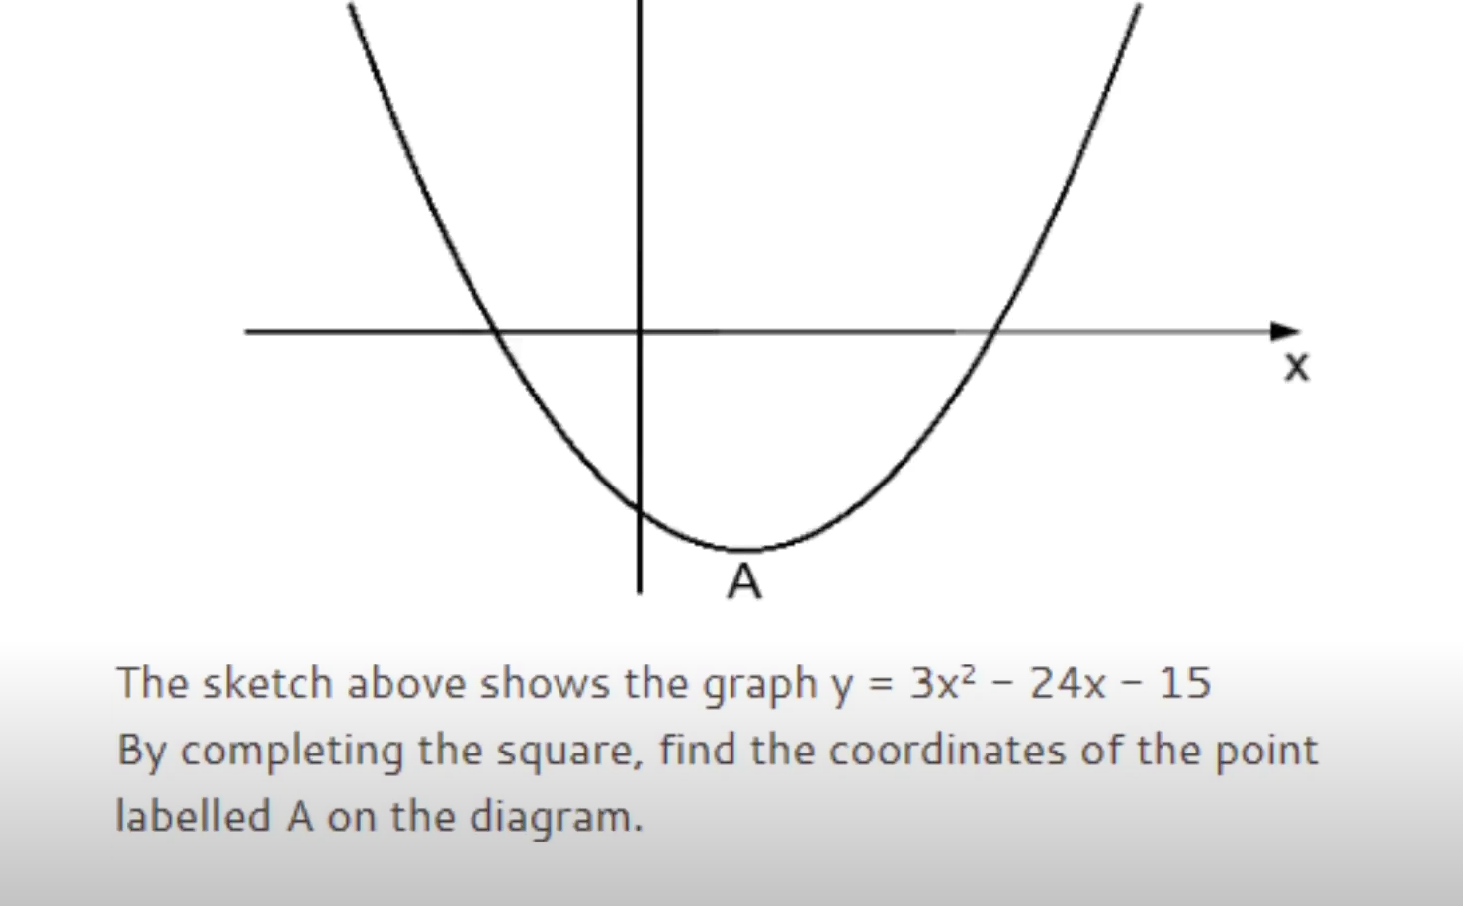 x
A
The sketch above shows the graph y = 3x² − 24x − 15
By completing the square, find the coordinates of the point
labelled A on the diagram.